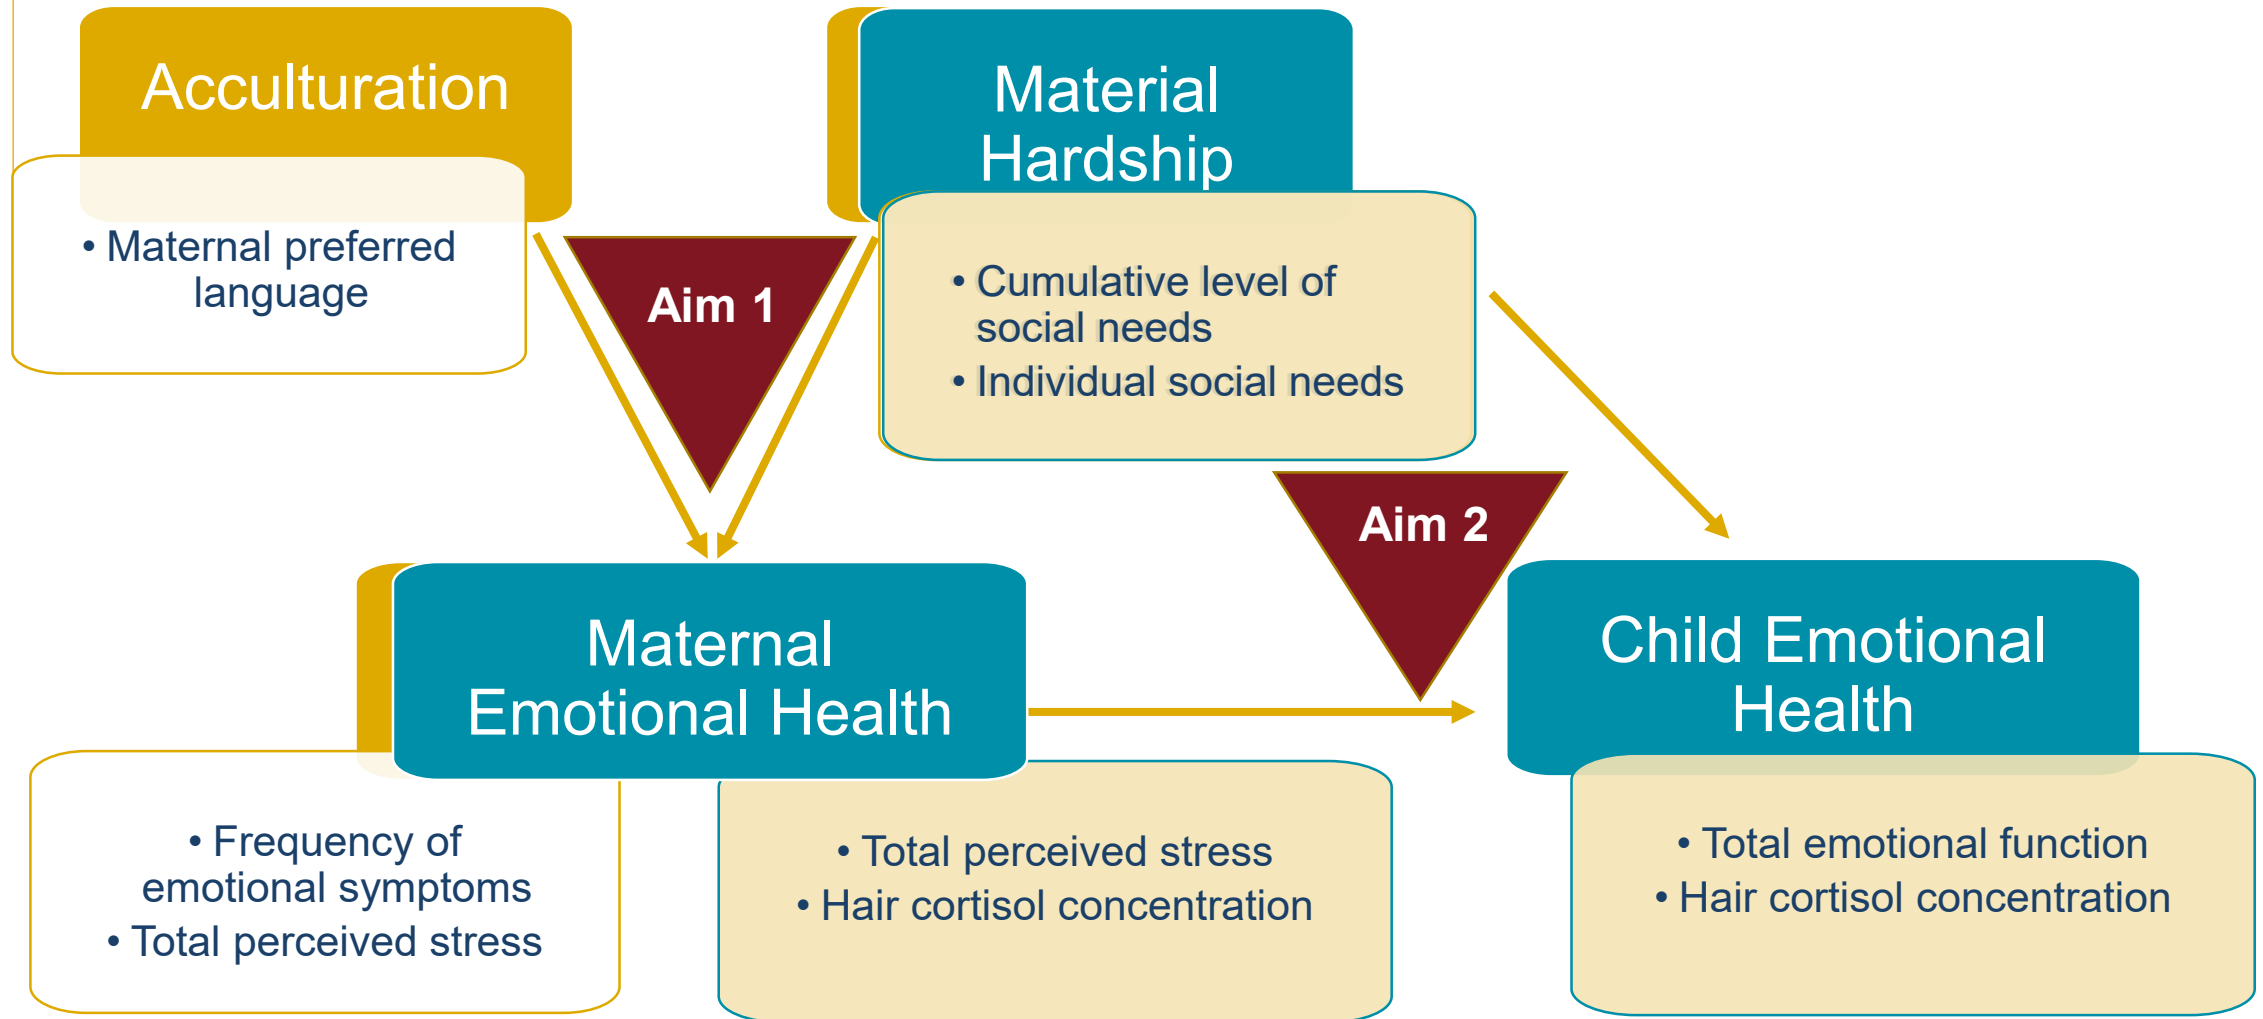 Acculturation
• Maternal preferred
language
Material
Hardship
• Cumulative level of
social needs
• Individual social needs
Aim 1
Aim 2
Maternal
Emotional Health
• Frequency of
emotional symptoms
• Total perceived stress
• Total perceived stress
• Hair cortisol concentration
Child Emotional
Health
• Total emotional function
• Hair cortisol concentration